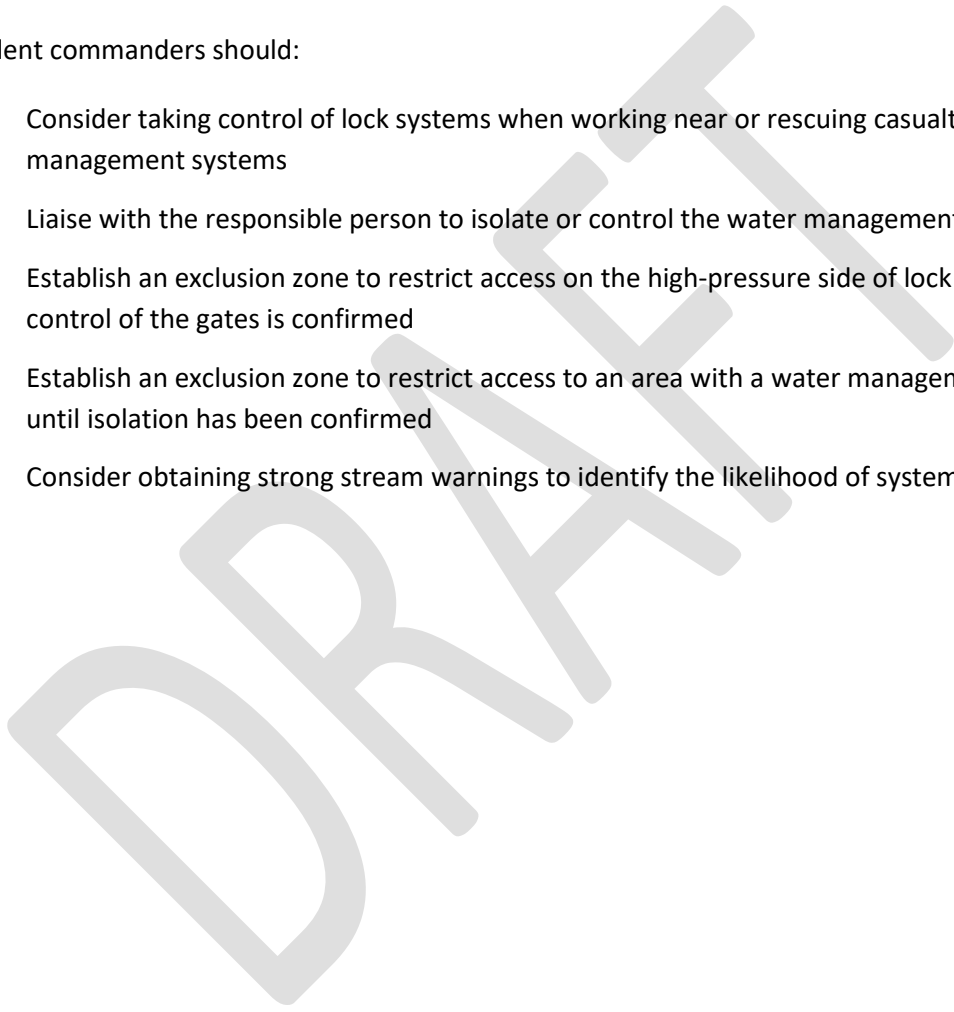 dent commanders should:
Consider taking control of lock systems when working near or rescuing casualt
management systems
Liaise with the responsible person to isolate or control the water management
Establish an exclusion zone to restrict access on the high-pressure side of lock
control of the gates is confirmed
Establish an exclusion zone to restrict access to an area with a water managem
until isolation has been confirmed
Consider obtaining strong stream warnings to identify the likelihood of system
DRAFT